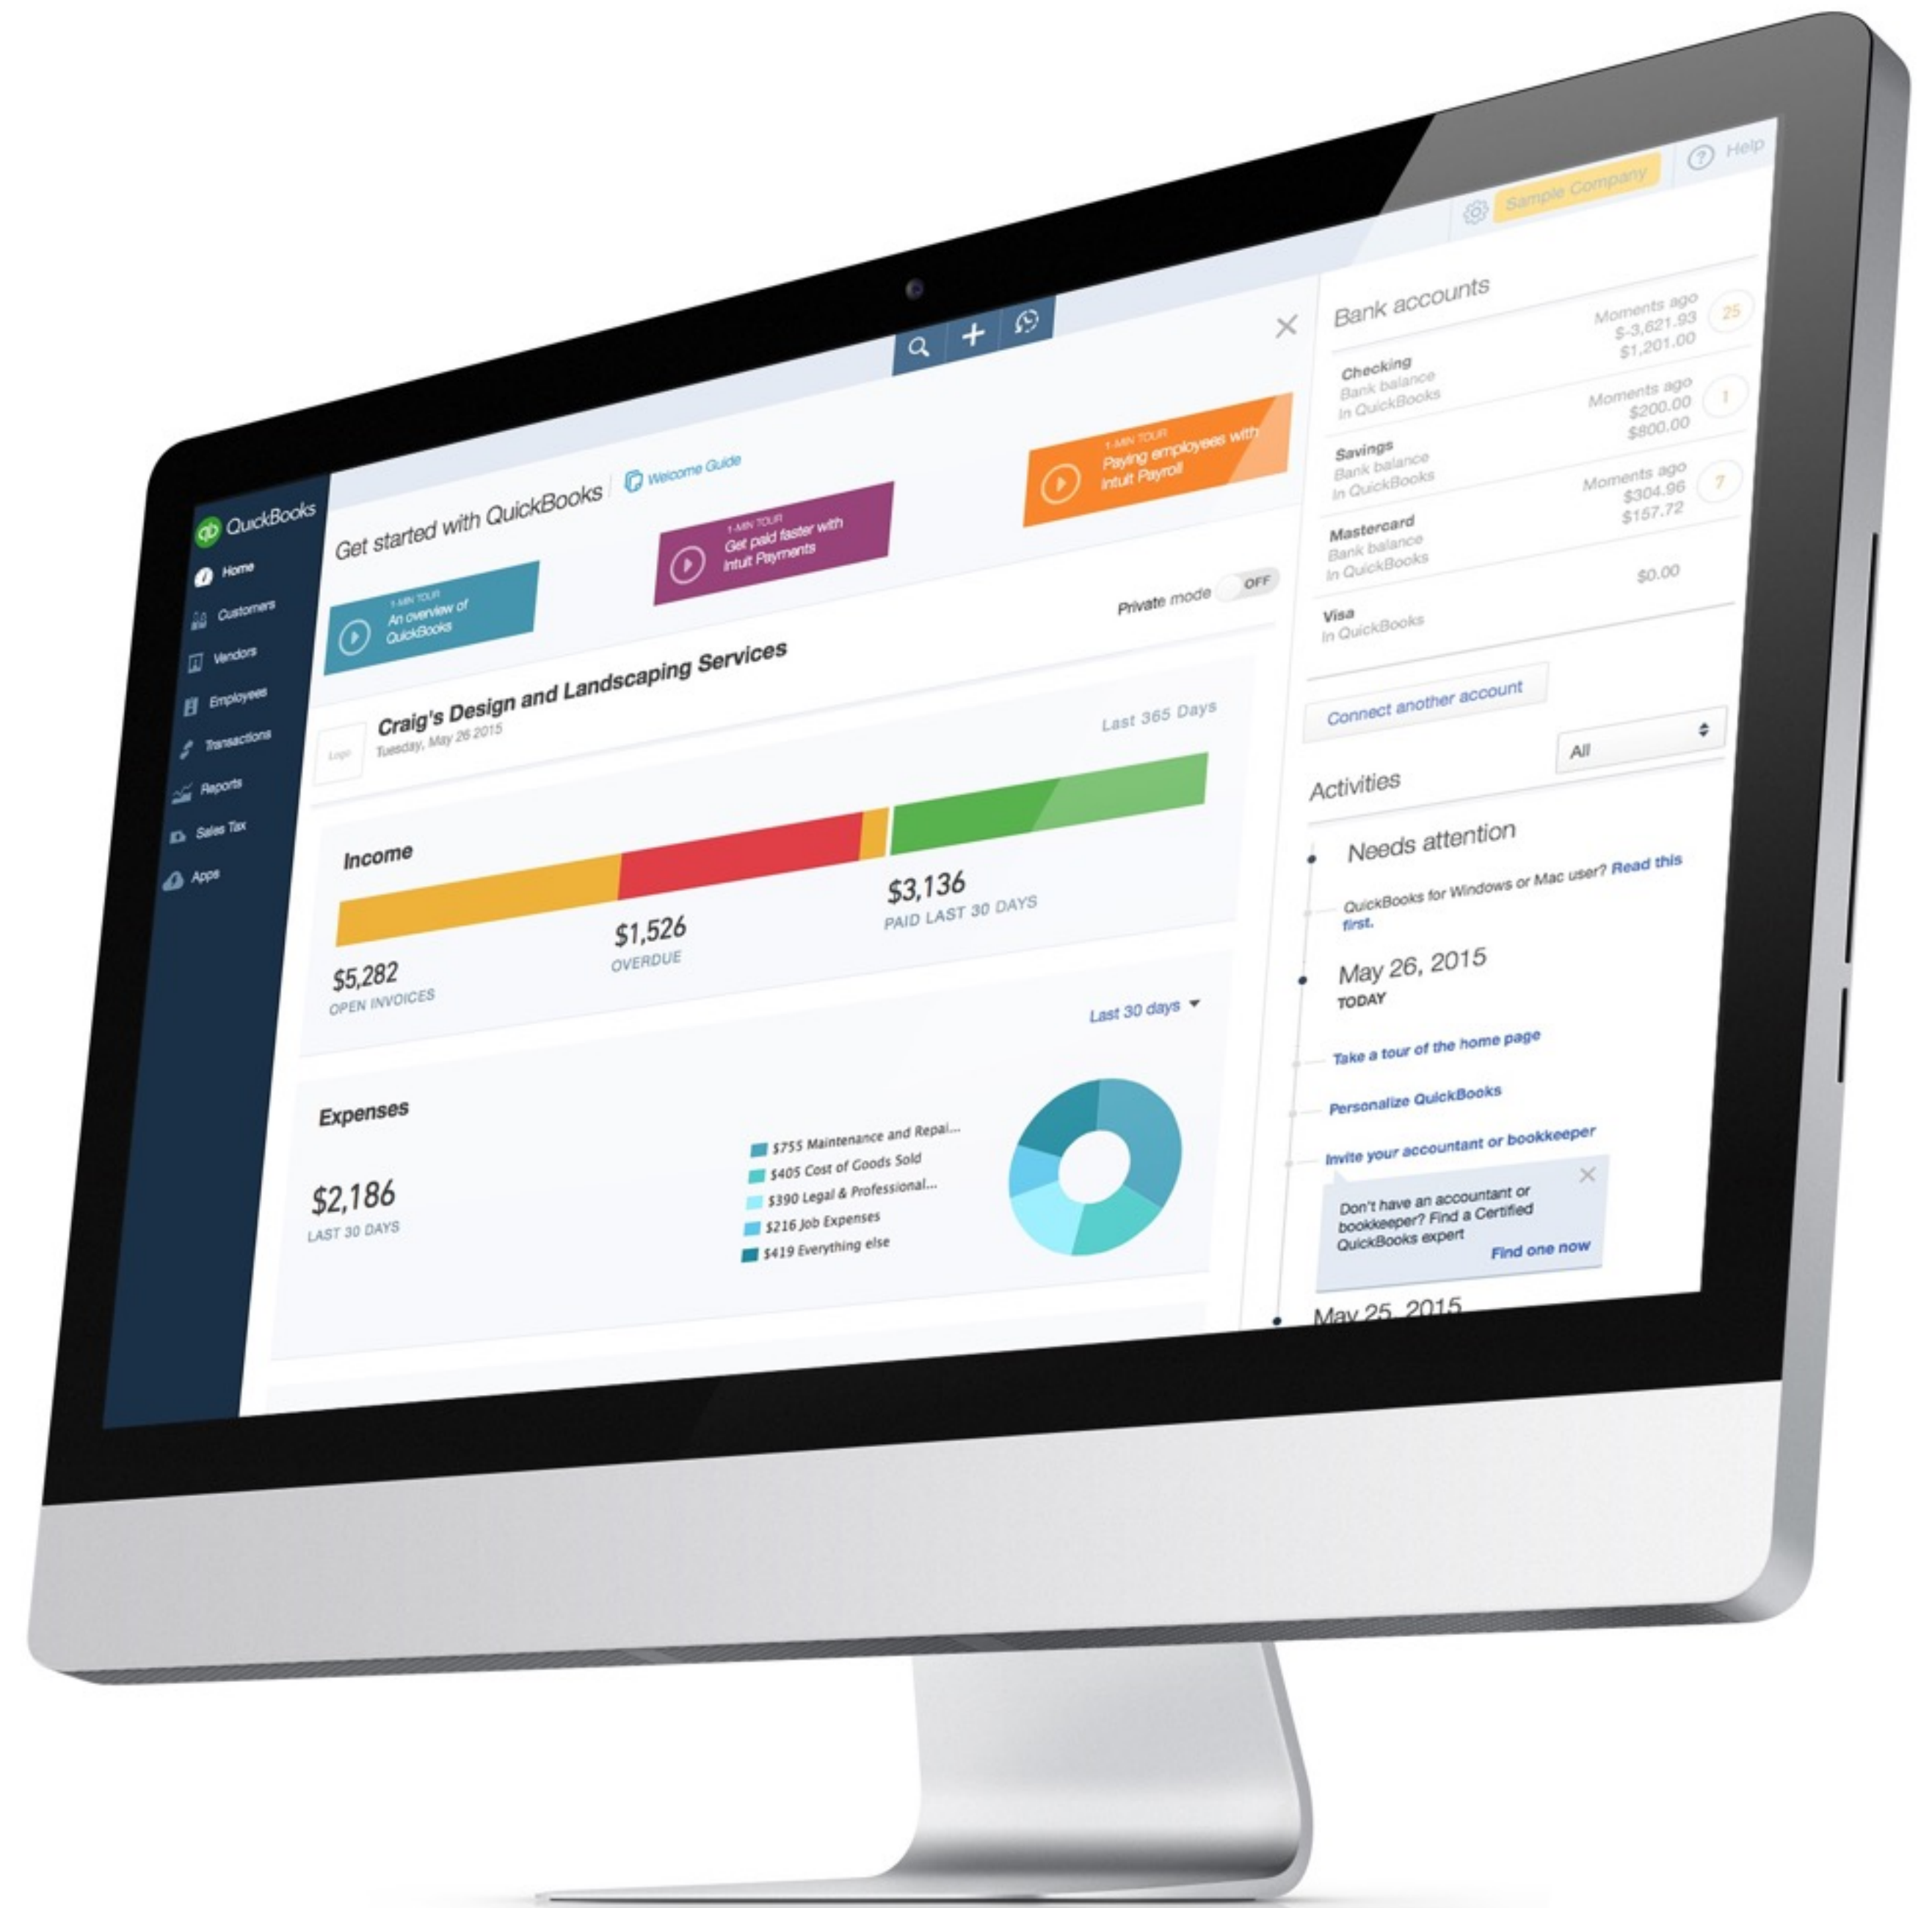 Sample Company
Help
QuickBooks
Home
Customers
Vendors
Employees
Transactions
Reports
Sales Tax
Apps
Get started with QuickBooks
Welcome Guide
1-MIN TOUR
An overview of
QuickBooks
1-MIN TOUR
Get paid faster with
Intuit Payments
1-MIN TOUR
Paying employees with
Intuit Payroll
Logo
Craig's Design and Landscaping Services
Tuesday, May 26 2015
Private mode
OFF
Income
Last 365 Days
$5,282
OPEN INVOICES
$1,526
OVERDUE
$3,136
PAID LAST 30 DAYS
Expenses
Last 30 days
$2,186
LAST 30 DAYS
$755 Maintenance and Repai...
$405 Cost of Goods Sold
$390 Legal & Professional...
$216 Job Expenses
$419 Everything else
Bank accounts
Checking Moments ago
Bank balance $-3,621.93 25
In QuickBooks $1,201.00
Savings Moments ago
Bank balance $200.00 1
In QuickBooks $800.00
Mastercard Moments ago
Bank balance $304.96 7
In QuickBooks $157.72
Visa
In QuickBooks $0.00
Connect another account
Activities
All
Needs attention
QuickBooks for Windows or Mac user? Read this
first.
May 26, 2015
TODAY
Take a tour of the home page
Personalize QuickBooks
Invite your accountant or bookkeeper
Don't have an accountant or
bookkeeper? Find a Certified
QuickBooks expert
Find one now
May 25, 2015